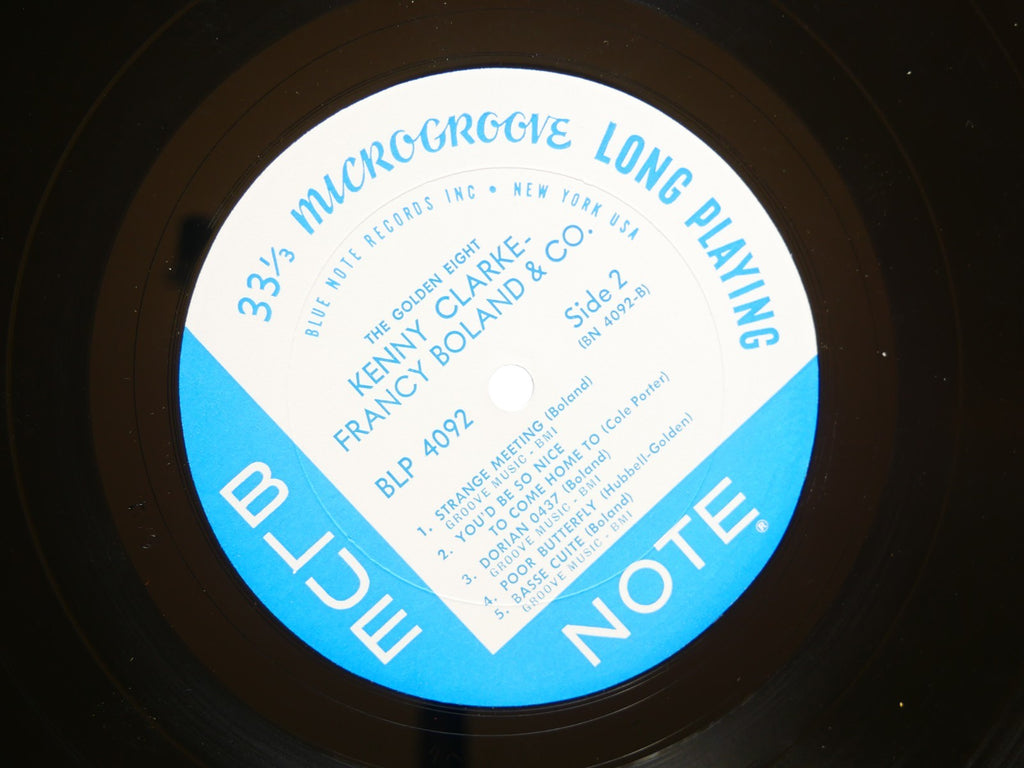 33⅓ MICROGROOVE LONG PLAYING
BLUE NOTE RECORDS INC • NEW YORK USA
THE GOLDEN EIGHT
KENNY CLARKE-
FRANCY BOLAND & CO.
BLP 4092
Side 2
(BN 4092-B)
1. STRANGE MEETING (Boland)
GROOVE MUSIC - BMI
2. YOU'D BE SO NICE
TO COME HOME TO (Cole Porter)
3. DORIAN 0437 (Boland)
GROOVE MUSIC - BMI
4. POOR BUTTERFLY (Hubbell-Golden)
5. BASSE CUITE (Boland)
GROOVE MUSIC - BMI
BLUE NOTE®